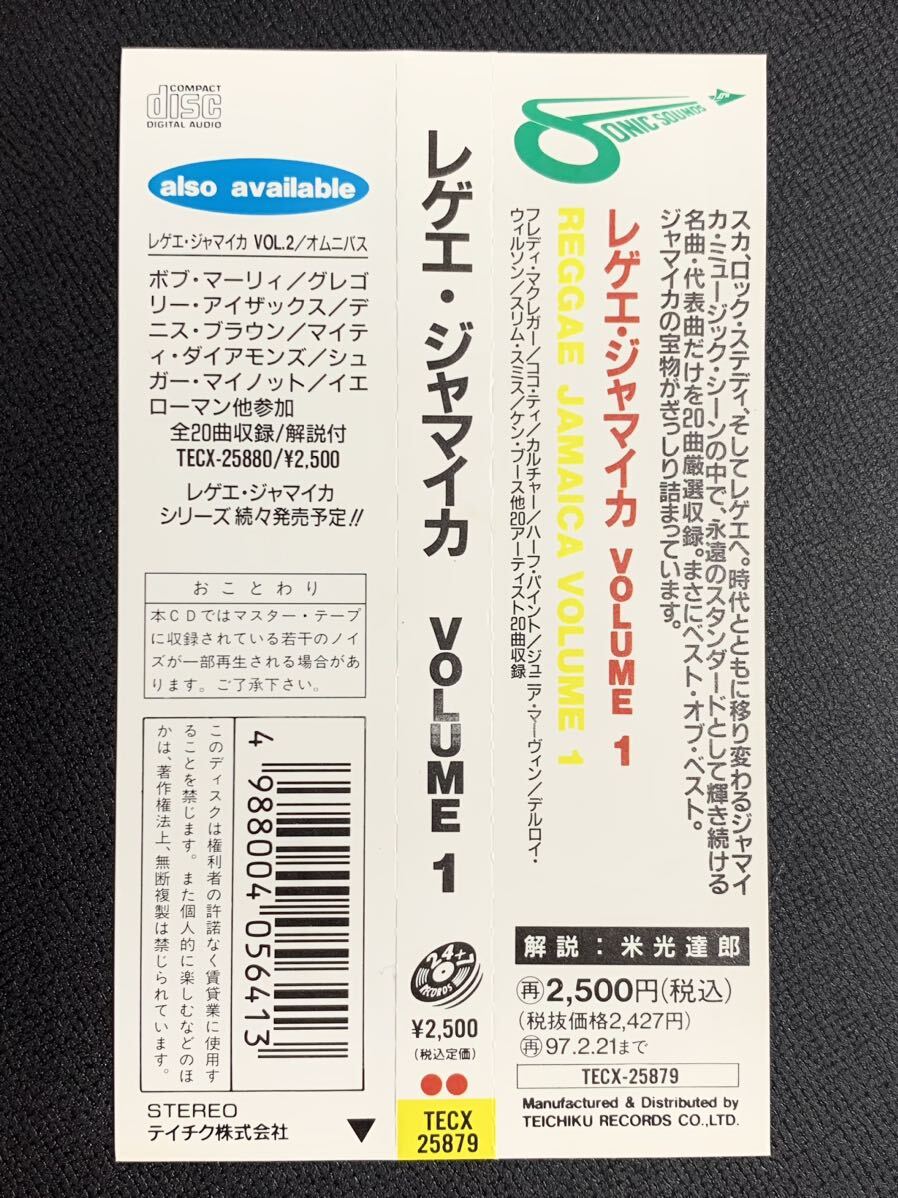 COMPACT
disc
DIGITAL AUDIO
also available
レゲエ・ジャマイカ VOL.2／オムニバス
ボブ・マーリィ／グレゴ
リー・アイザックス／デ
ニス・ブラウン／マイテ
ィ・ダイアモンズ／シュ
ガー・マイノット／イエ
ローマン他参加
全20曲収録/解説付
TECX-25880/¥2,500
レゲエ・ジャマイカ
シリーズ続々発売予定!!
おことわり
本CDではマスター・テープ
に収録されている若干のノイ
ズが一部再生される場合があ
ります。ご了承下さい。
このディスクは権利者の許諾なく賃貸業に使用す
ることを禁じます。また個人的に楽しむなどのほ
かは、著作権法上、無断複製は禁じられています。
4 988004 056413
STEREO
テイチク株式会社
レゲエ・ジャマイカ VOLUME 1
24×7
RECORDS
¥2,500
(税込定価)
TECX
25879
SONIC SOUNDS
スカ、ロック・ステディ、そしてレゲエへ。時代とともに移り変わるジャマイ
カ・ミュージック・シーンの中で、永遠のスタンダードとして輝き続ける
名曲・代表曲だけを20曲厳選収録。まさにベスト・オブ・ベスト。
ジャマイカの宝物がぎっしり詰まっています。
レゲエ・ジャマイカ VOLUME 1
REGGAE JAMAICA VOLUME 1
フレディ・マクレガー／ココ・ティ／カルチャー／ハーフ・パイント／ジュニア・マーヴィン／デルロイ・
ウィルソン／スリム・スミス／ケン・ブース他20アーティスト20曲収録
解説：米光達郎
再2,500円(税込)
(税抜価格2,427円)
再97.2.21まで
TECX-25879
Manufactured & Distributed by
TEICHIKU RECORDS CO.,LTD.